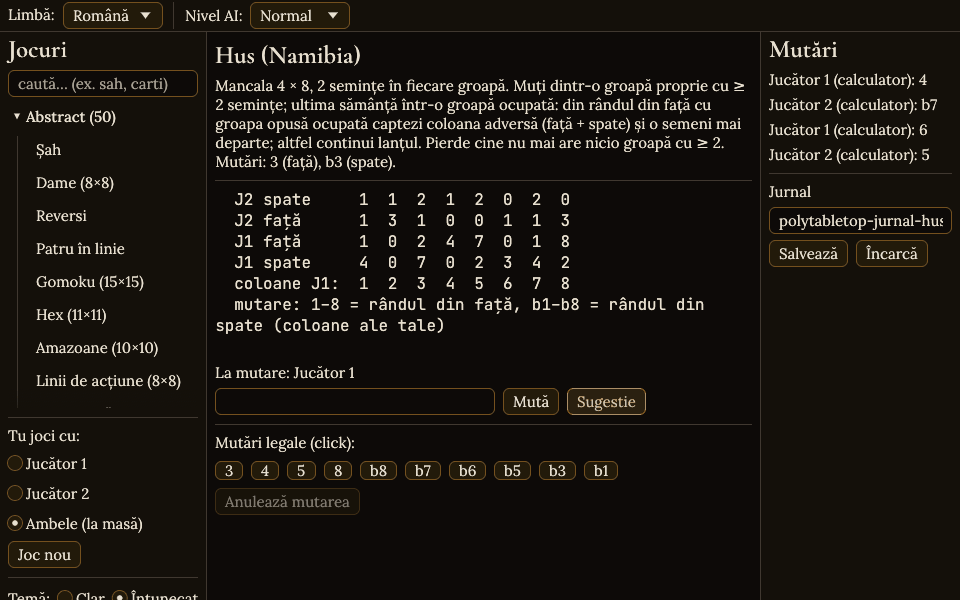 Limbă: Română ▼ Nivel AI: Normal ▼
Jocuri
caută... (ex. sah, carti)
▼ Abstract (50)
Șah
Dame (8×8)
Reversi
Patru în linie
Gomoku (15×15)
Hex (11×11)
Amazoane (10×10)
Linii de acțiune (8×8)
Tu joci cu:
Jucător 1
Jucător 2
Ambele (la masă)
Joc nou
Temă: Clar Întunecat
Hus (Namibia)
Mancala 4 × 8, 2 semințe în fiecare groapă. Muți dintr-o groapă proprie cu ≥
2 semințe; ultima sămânță într-o groapă ocupată: din rândul din față cu
groapa opusă ocupată captezi coloana adversă (față + spate) și o semeni mai
departe; altfel continui lanțul. Pierde cine nu mai are nicio groapă cu ≥ 2.
Mutări: 3 (față), b3 (spate).
J2 spate 1 1 2 1 2 0 2 0
J2 față 1 3 1 0 0 1 1 3
J1 față 1 0 2 4 7 0 1 8
J1 spate 4 0 7 0 2 3 4 2
coloane J1: 1 2 3 4 5 6 7 8
mutare: 1-8 = rândul din față, b1-b8 = rândul din
spate (coloane ale tale)
La mutare: Jucător 1
Mută Sugestie
Mutări legale (click):
3 4 5 8 b8 b7 b6 b5 b3 b1
Anulează mutarea
Mutări
Jucător 1 (calculator): 4
Jucător 2 (calculator): b7
Jucător 1 (calculator): 6
Jucător 2 (calculator): 5
Jurnal
polytabletop-jurnal-hus
Salvează Încarcă